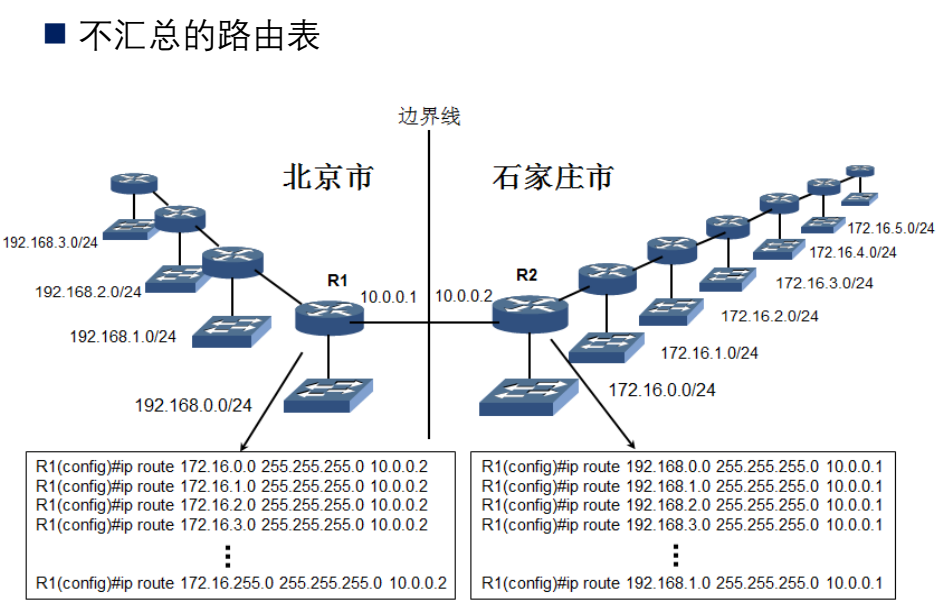 不汇总的路由表
边界线
北京市
石家庄市
192.168.3.0/24
192.168.2.0/24
192.168.1.0/24
192.168.0.0/24
R1
10.0.0.1
10.0.0.2
R2
172.16.5.0/24
172.16.4.0/24
172.16.3.0/24
172.16.2.0/24
172.16.1.0/24
172.16.0.0/24
R1(config)#ip route 172.16.0.0 255.255.255.0 10.0.0.2
R1(config)#ip route 172.16.1.0 255.255.255.0 10.0.0.2
R1(config)#ip route 172.16.2.0 255.255.255.0 10.0.0.2
R1(config)#ip route 172.16.3.0 255.255.255.0 10.0.0.2
⋮
R1(config)#ip route 172.16.255.0 255.255.255.0 10.0.0.2
R1(config)#ip route 192.168.0.0 255.255.255.0 10.0.0.1
R1(config)#ip route 192.168.1.0 255.255.255.0 10.0.0.1
R1(config)#ip route 192.168.2.0 255.255.255.0 10.0.0.1
R1(config)#ip route 192.168.3.0 255.255.255.0 10.0.0.1
⋮
R1(config)#ip route 192.168.1.0 255.255.255.0 10.0.0.1